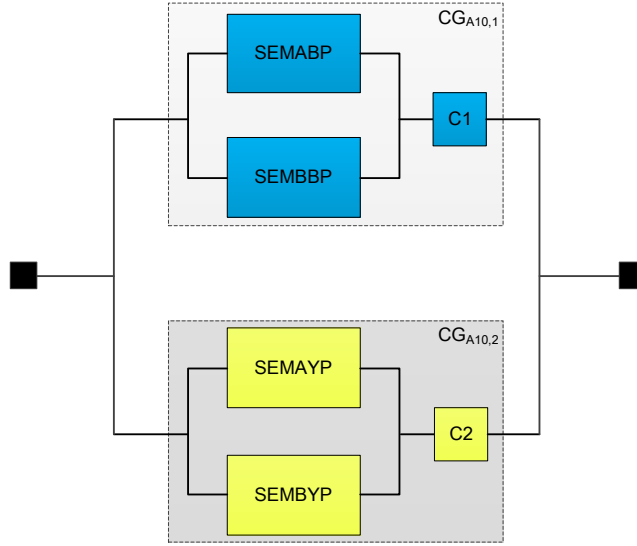 CGA10,1
SEMABP
C1
SEMBBP
CGA10,2
SEMAYP
C2
SEMBYP